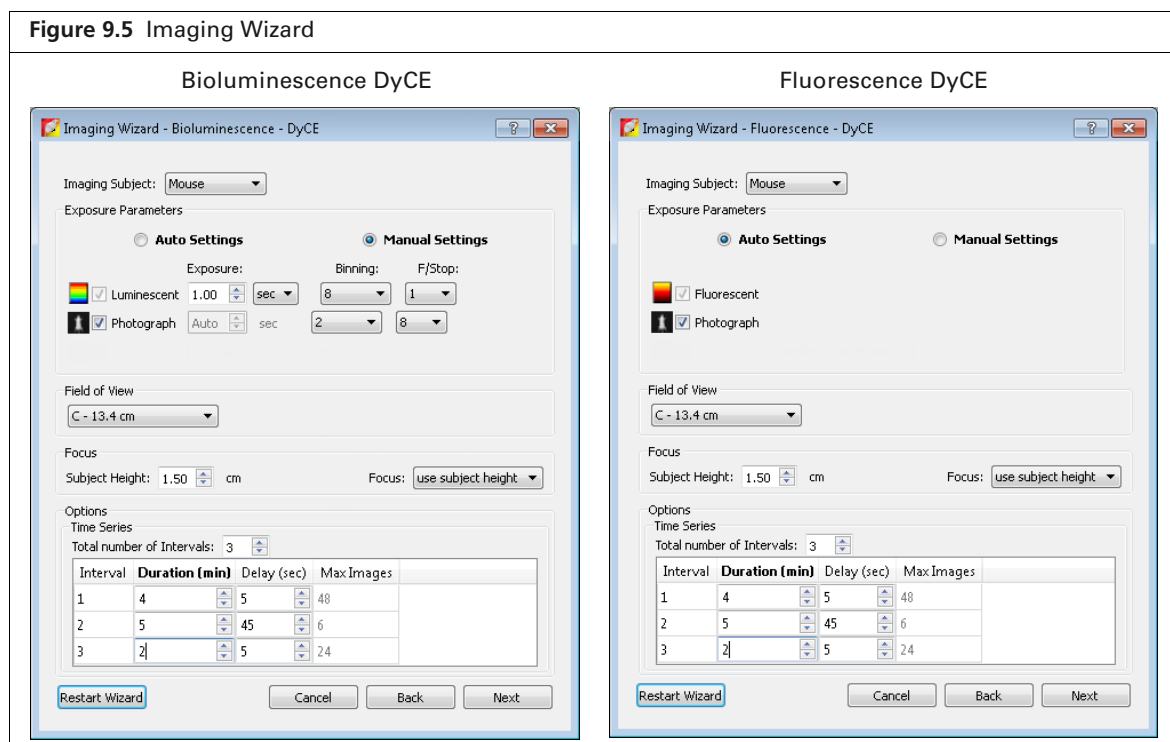 Figure 9.5 Imaging Wizard
Bioluminescence DyCE
Imaging Wizard - Bioluminescence - DyCE
Imaging Subject: Mouse
Exposure Parameters
Auto Settings Manual Settings
Exposure: Binning: F/Stop:
Luminescent 1.00 sec 8 1
Photograph Auto sec 2 8
Field of View
C - 13.4 cm
Focus
Subject Height: 1.50 cm Focus: use subject height
Options
Time Series
Total number of Intervals: 3
Interval Duration (min) Delay (sec) Max Images
1 4 5 48
2 5 45 6
3 2 5 24
Restart Wizard Cancel Back Next
Fluorescence DyCE
Imaging Wizard - Fluorescence - DyCE
Imaging Subject: Mouse
Exposure Parameters
Auto Settings Manual Settings
Fluorescent
Photograph
Field of View
C - 13.4 cm
Focus
Subject Height: 1.50 cm Focus: use subject height
Options
Time Series
Total number of Intervals: 3
Interval Duration (min) Delay (sec) Max Images
1 4 5 48
2 5 45 6
3 2 5 24
Restart Wizard Cancel Back Next